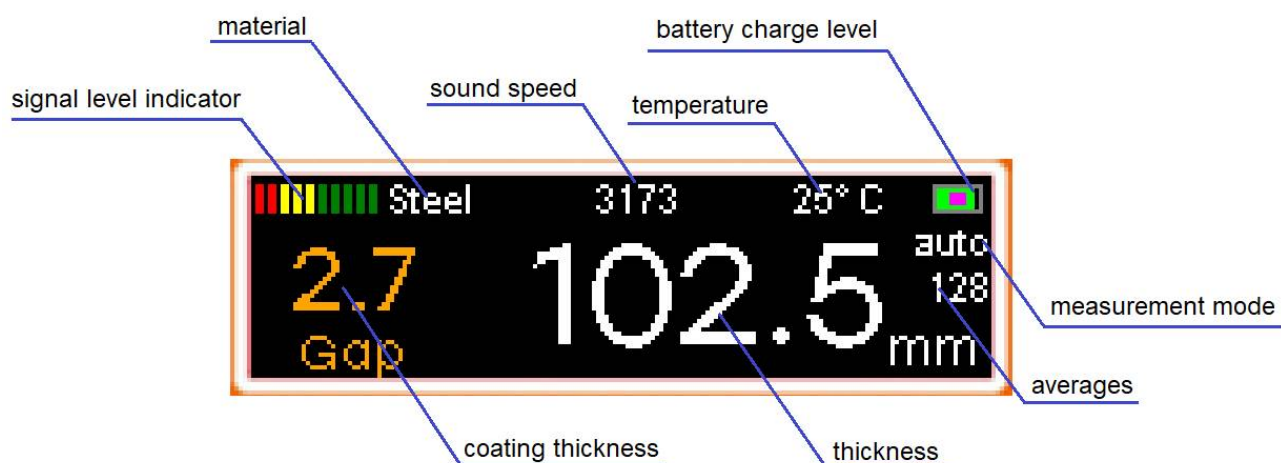 material
battery charge level
signal level indicator
sound speed
temperature
Steel 3173 25° C
auto
2.7 102.5 128
Gap mm
measurement mode
averages
coating thickness
thickness